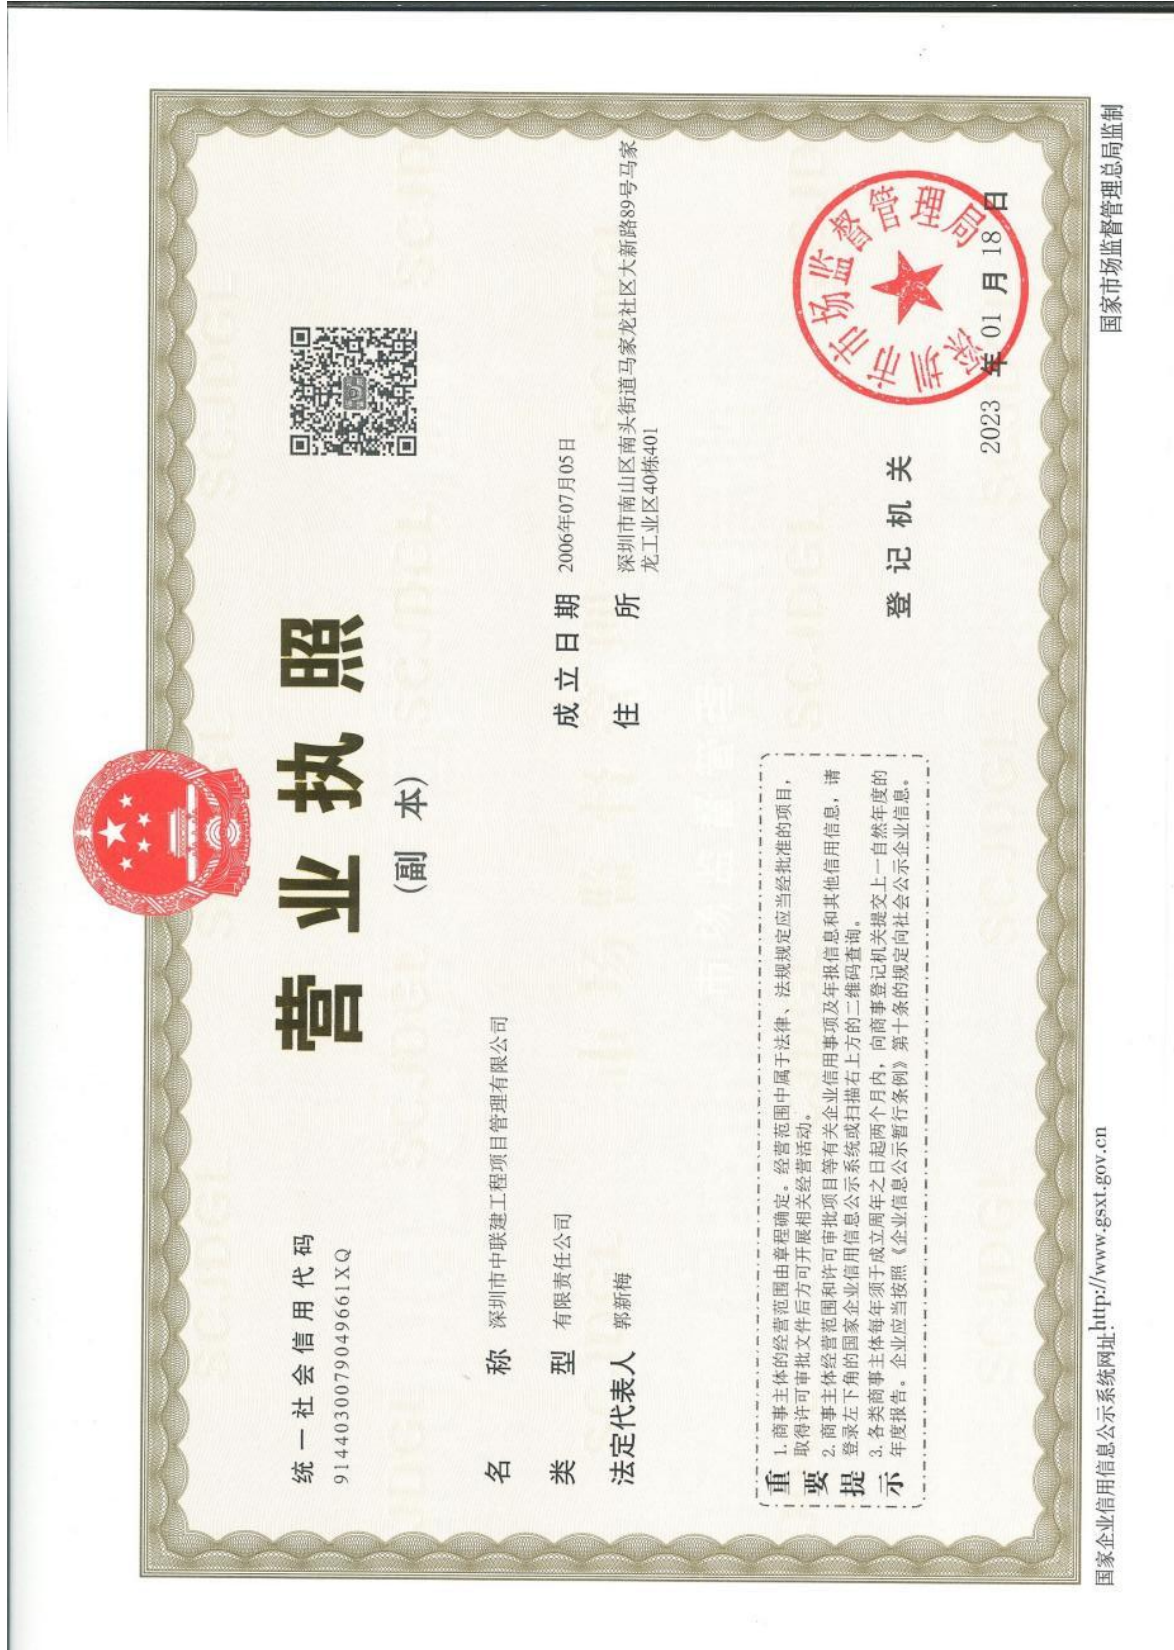 统一社会信用代码
91440300790496​61XQ
营业执照
(副 本)
名 称 深圳市中联建工程项目管理有限公司
类 型 有限责任公司
法定代表人 郭新梅
成立日期 2006年07月05日
住 所 深圳市南山区南头街道马家龙社区大新路89号马家
龙工业区40栋401
重要提示
1. 商事主体的经营范围由章程确定。经营范围中属于法律、法规规定应当经批准的项目，
取得许可审批文件后方可开展相关经营活动。
2. 商事主体经营范围和许可审批项目等有关企业信用事项及年报信息和其他信用信息，请
登录左下角的国家企业信用信息公示系统或扫描右上方的二维码查询。
3. 各类商事主体每年须于成立周年之日起两个月内，向商事登记机关提交上一自然年度的
年度报告。企业应当按照《企业信息公示暂行条例》第十条的规定向社会公示企业信息。
登记机关
深圳市市场监督管理局
2023 年 01 月 18 日
国家企业信用信息公示系统网址:http://www.gsxt.gov.cn
国家市场监督管理总局监制